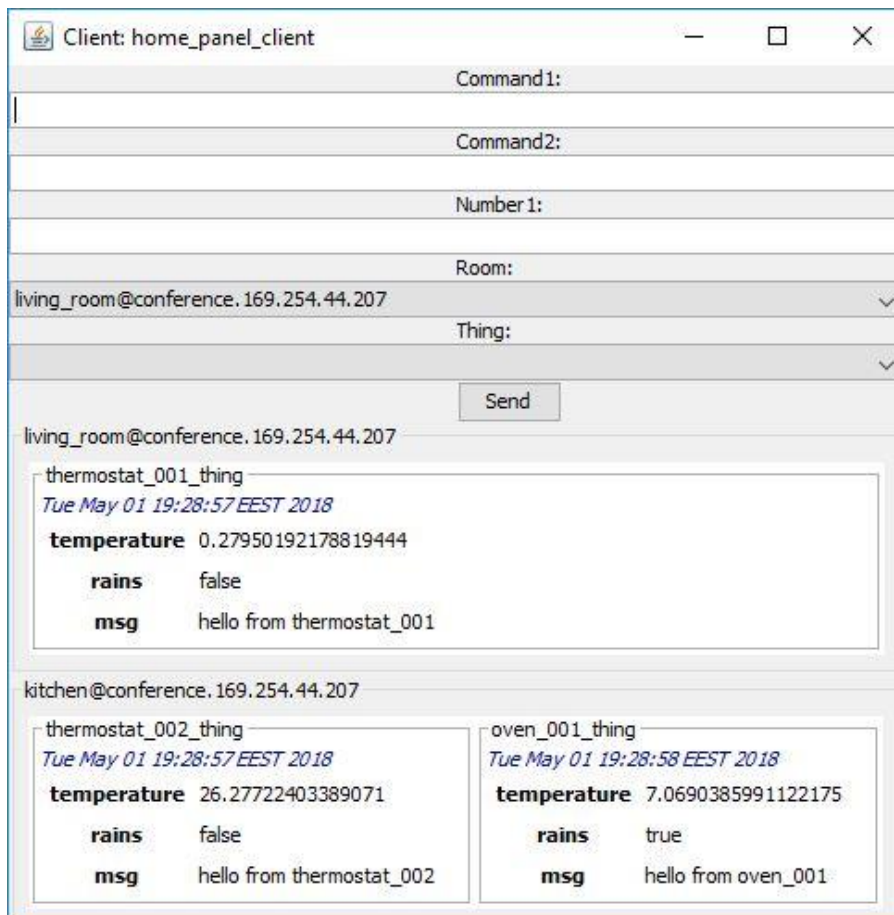 Client: home_panel_client
Command1:
Command2:
Number1:
Room:
living_room@conference.169.254.44.207
Thing:
Send
living_room@conference.169.254.44.207
thermostat_001_thing
Tue May 01 19:28:57 EEST 2018
temperature 0.27950192178819444
rains false
msg hello from thermostat_001
kitchen@conference.169.254.44.207
thermostat_002_thing
Tue May 01 19:28:57 EEST 2018
temperature 26.27722403389071
rains false
msg hello from thermostat_002
oven_001_thing
Tue May 01 19:28:58 EEST 2018
temperature 7.0690385991122175
rains true
msg hello from oven_001